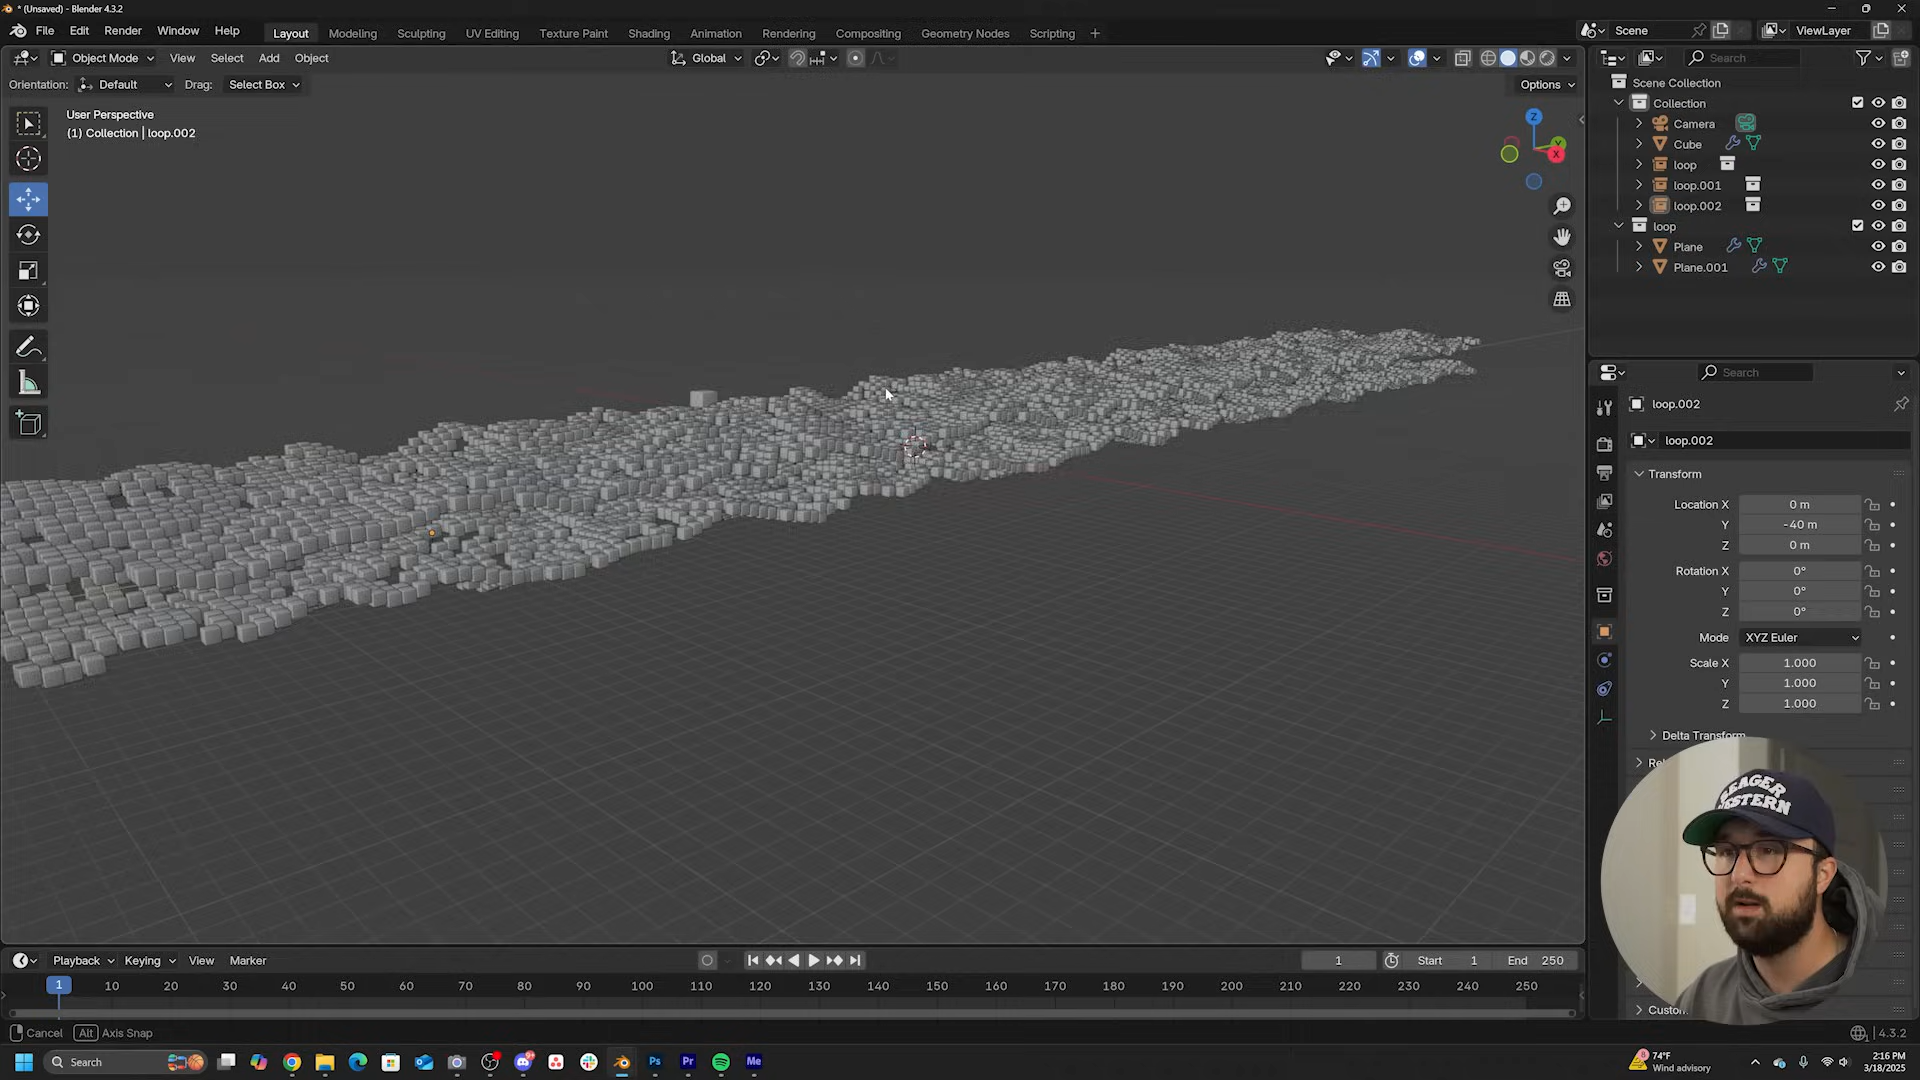 * (Unsaved) - Blender 4.3.2
File Edit Render Window Help
Layout Modeling Sculpting UV Editing Texture Paint Shading Animation Rendering Compositing Geometry Nodes Scripting +
Scene
ViewLayer
Object Mode View Select Add Object
Global
Search
Orientation: Default Drag: Select Box
Options
User Perspective
(1) Collection | loop.002
Z
Y
X
Scene Collection
Collection
Camera
Cube
loop
loop.001
loop.002
loop
Plane
Plane.001
Search
loop.002
loop.002
Transform
Location X 0 m
Y -40 m
Z 0 m
Rotation X 0°
Y 0°
Z 0°
Mode XYZ Euler
Scale X 1.000
Y 1.000
Z 1.000
Delta Transform
EAGER
ESTERN
Playback Keying View Marker
1
Start 1
End 250
1 10 20 30 40 50 60 70 80 90 100 110 120 130 140 150 160 170 180 190 200 210 220 230 240 250
Cancel Alt Axis Snap
4.3.2
Search
Ps
Pr
Me
74°F
Wind advisory
2:16 PM
3/18/2025